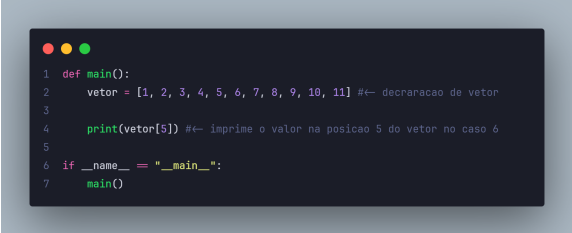 1 def main():
2 vetor = [1, 2, 3, 4, 5, 6, 7, 8, 9, 10, 11] #<- decraracao de vetor
3
4 print(vetor[5]) #<- imprime o valor na posicao 5 do vetor no caso 6
5
6 if __name__ == "__main__":
7 main()